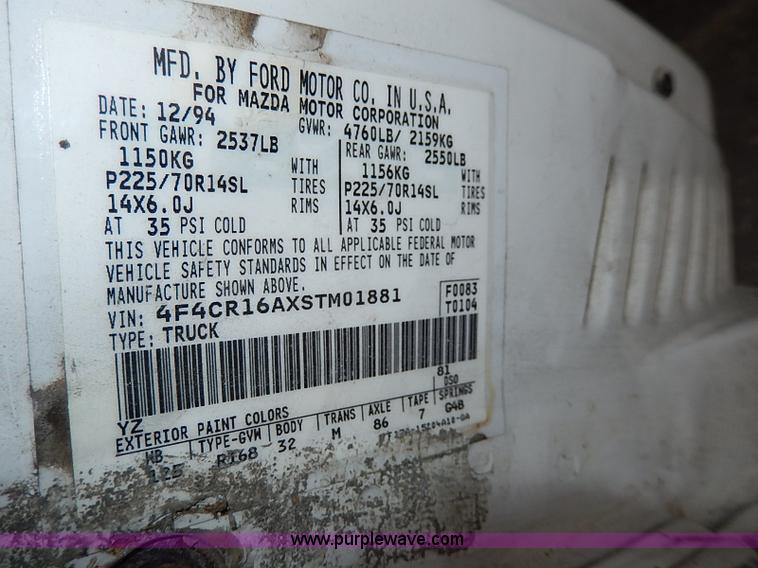 MFD. BY FORD MOTOR CO. IN U.S.A.
FOR MAZDA MOTOR CORPORATION
DATE: 12/94 GVWR: 4760LB/ 2159KG
FRONT GAWR: 2537LB REAR GAWR: 2550LB
1150KG WITH 1156KG WITH
P225/70R14SL TIRES P225/70R14SL TIRES
14X6.0J RIMS 14X6.0J RIMS
AT 35 PSI COLD AT 35 PSI COLD
THIS VEHICLE CONFORMS TO ALL APPLICABLE FEDERAL MOTOR
VEHICLE SAFETY STANDARDS IN EFFECT ON THE DATE OF
MANUFACTURE SHOWN ABOVE.
VIN: 4F4CR16AXSTM01881 F0083
TYPE: TRUCK T0104
81
YZ DSO
EXTERIOR PAINT COLORS
WB TYPE-GVW BODY TRANS AXLE TAPE SPRINGS
125 R168 32 M 86 7 G4B
www.purplewave.com